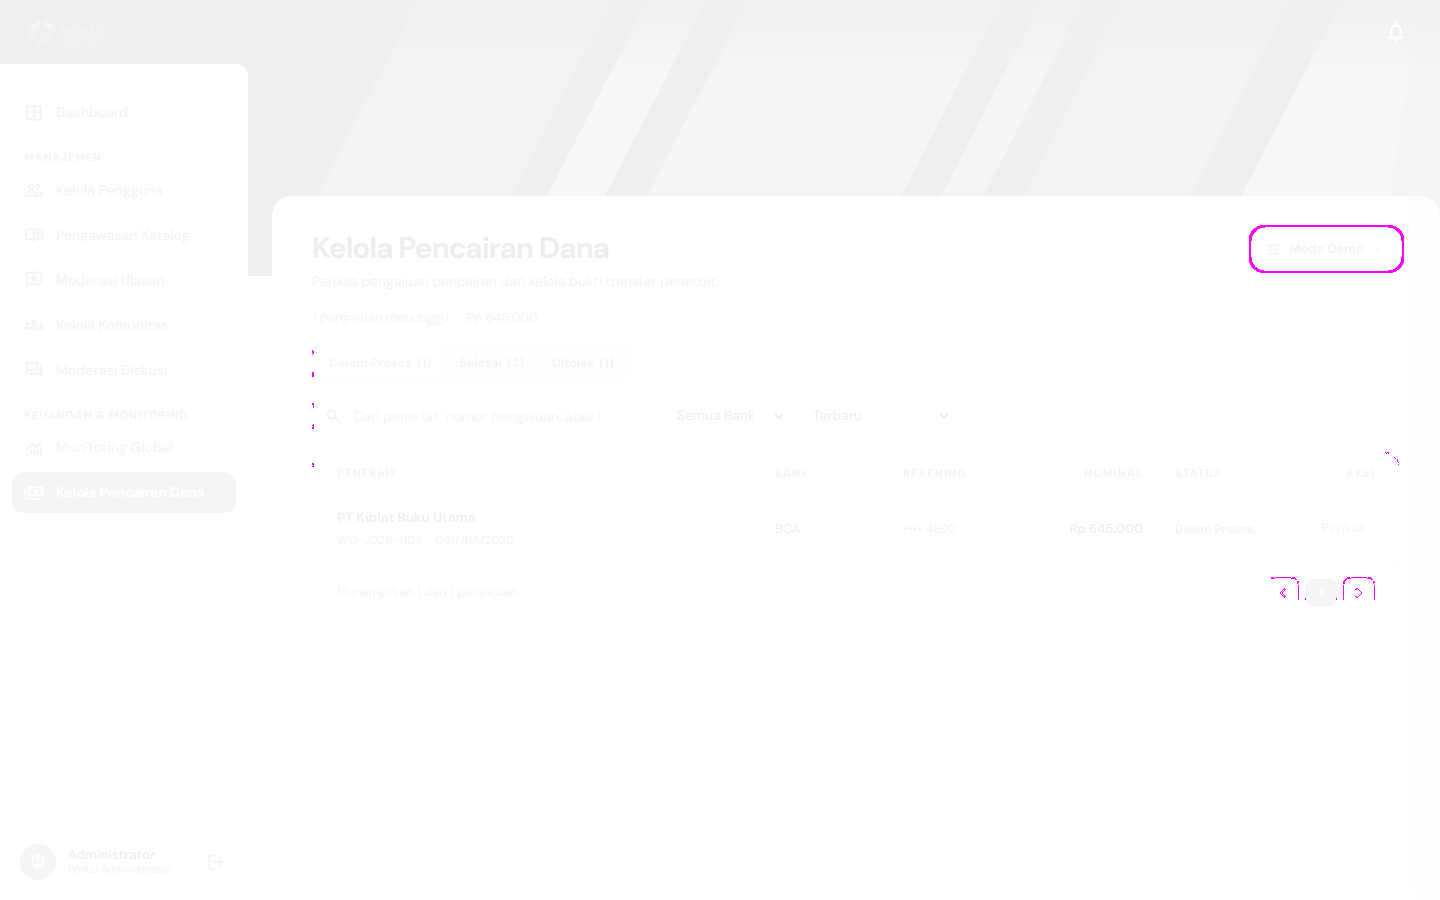 Dashboard
MANAJEMEN
Kelola Pengguna
Pengawasan Katalog
Moderasi Ulasan
Kelola Komunitas
Moderasi Diskusi
KEUANGAN & MONITORING
Monitoring Global
Kelola Pencairan Dana
Administrator
Portal Administrator
Kelola Pencairan Dana
Mode Demo
Periksa pengajuan pencairan dan kelola bukti transfer penerbit.
1 pengajuan menunggu Rp 645.000
Dalam Proses (1) Selesai (2) Ditolak (1)
Cari penerbit, nomor pengajuan, atau l Semua Bank Terbaru
PENERBIT BANK REKENING NOMINAL STATUS AKSI
PT Kiblat Buku Utama
WD-2026-1104 · 041/JBA/2020
BCA •••• 4892 Rp 645.000 Dalam Proses Periksa
Menampilkan 1 dari 1 pengajuan
1